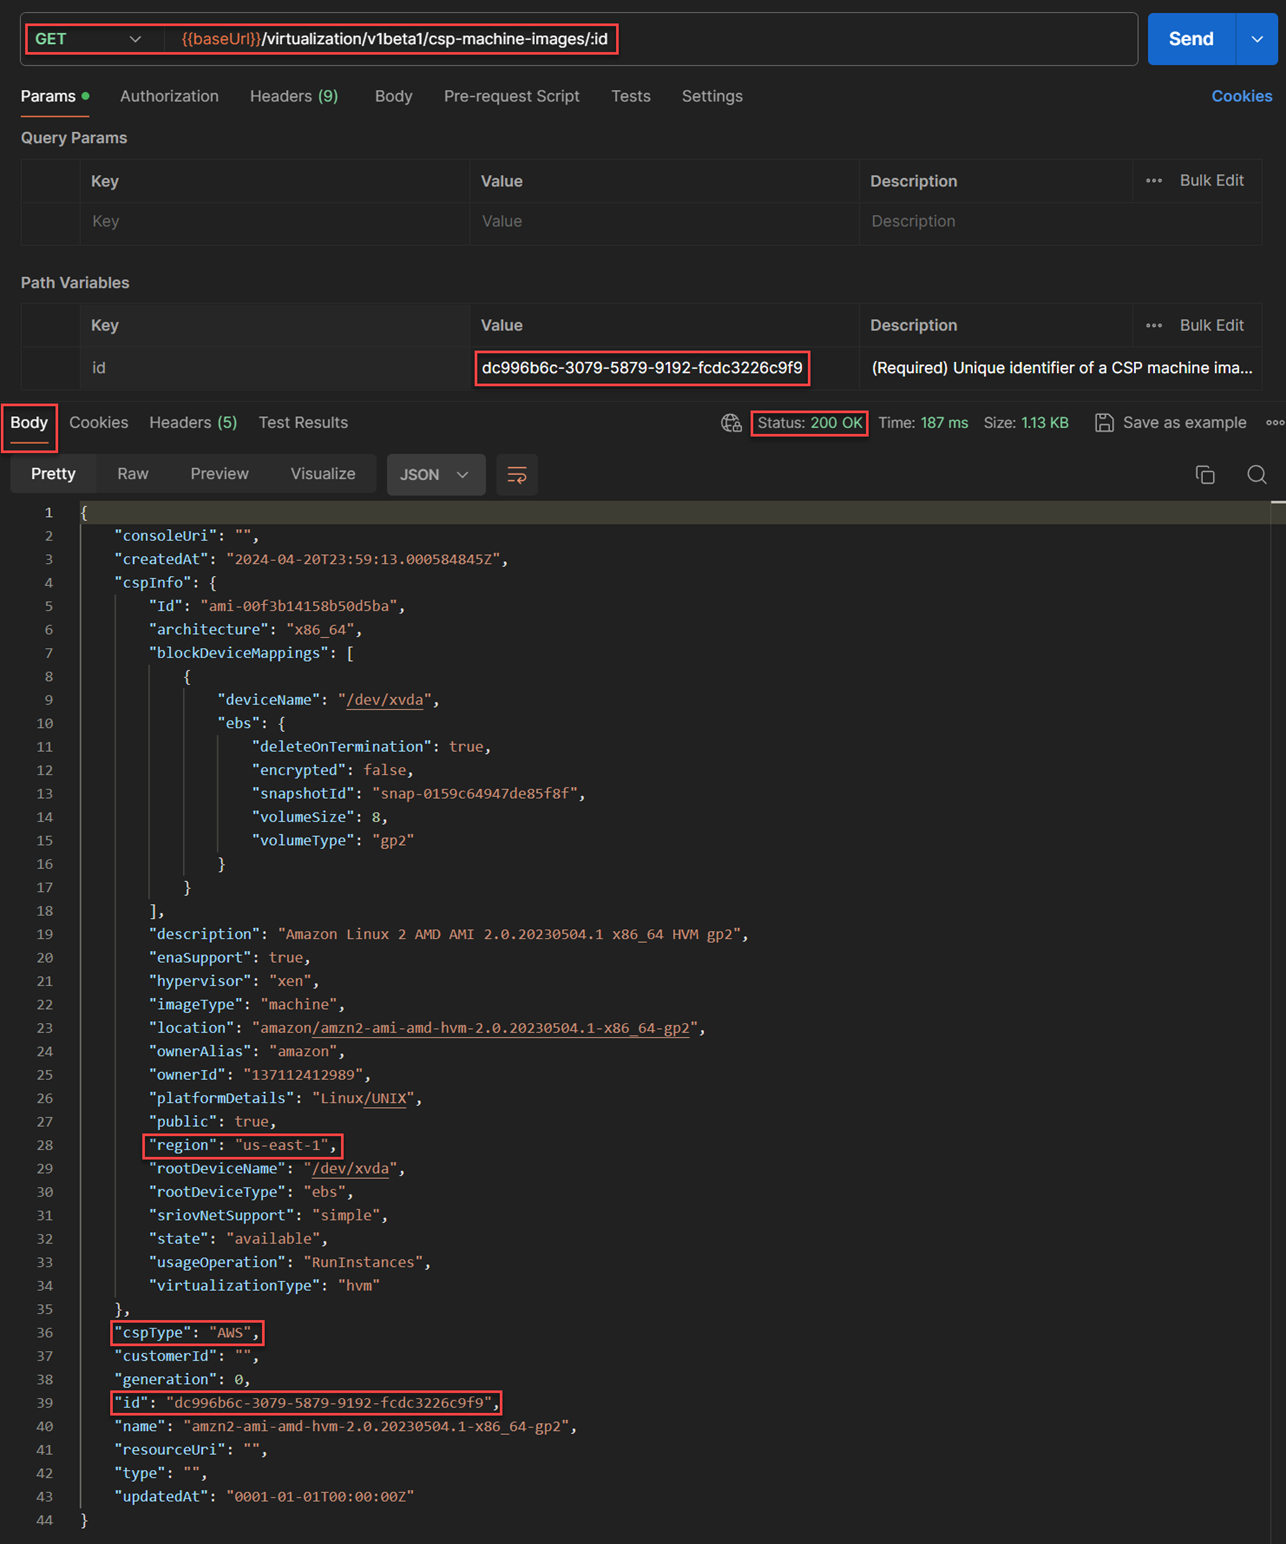 GET {{baseUrl}}/virtualization/v1beta1/csp-machine-images/:id Send
Params Authorization Headers (9) Body Pre-request Script Tests Settings Cookies
Query Params
Key Value Description ••• Bulk Edit
Key Value Description
Path Variables
Key Value Description ••• Bulk Edit
id dc996b6c-3079-5879-9192-fcdc3226c9f9 (Required) Unique identifier of a CSP machine ima...
Body Cookies Headers (5) Test Results Status: 200 OK Time: 187 ms Size: 1.13 KB Save as example
Pretty Raw Preview Visualize JSON
1 {
2 "consoleUri": "",
3 "createdAt": "2024-04-20T23:59:13.000584845Z",
4 "cspInfo": {
5 "Id": "ami-00f3b14158b50d5ba",
6 "architecture": "x86_64",
7 "blockDeviceMappings": [
8 {
9 "deviceName": "/dev/xvda",
10 "ebs": {
11 "deleteOnTermination": true,
12 "encrypted": false,
13 "snapshotId": "snap-0159c64947de85f8f",
14 "volumeSize": 8,
15 "volumeType": "gp2"
16 }
17 }
18 ],
19 "description": "Amazon Linux 2 AMD AMI 2.0.20230504.1 x86_64 HVM gp2",
20 "enaSupport": true,
21 "hypervisor": "xen",
22 "imageType": "machine",
23 "location": "amazon/amzn2-ami-amd-hvm-2.0.20230504.1-x86_64-gp2",
24 "ownerAlias": "amazon",
25 "ownerId": "137112412989",
26 "platformDetails": "Linux/UNIX",
27 "public": true,
28 "region": "us-east-1",
29 "rootDeviceName": "/dev/xvda",
30 "rootDeviceType": "ebs",
31 "sriovNetSupport": "simple",
32 "state": "available",
33 "usageOperation": "RunInstances",
34 "virtualizationType": "hvm"
35 },
36 "cspType": "AWS",
37 "customerId": "",
38 "generation": 0,
39 "id": "dc996b6c-3079-5879-9192-fcdc3226c9f9",
40 "name": "amzn2-ami-amd-hvm-2.0.20230504.1-x86_64-gp2",
41 "resourceUri": "",
42 "type": "",
43 "updatedAt": "0001-01-01T00:00:00Z"
44 }